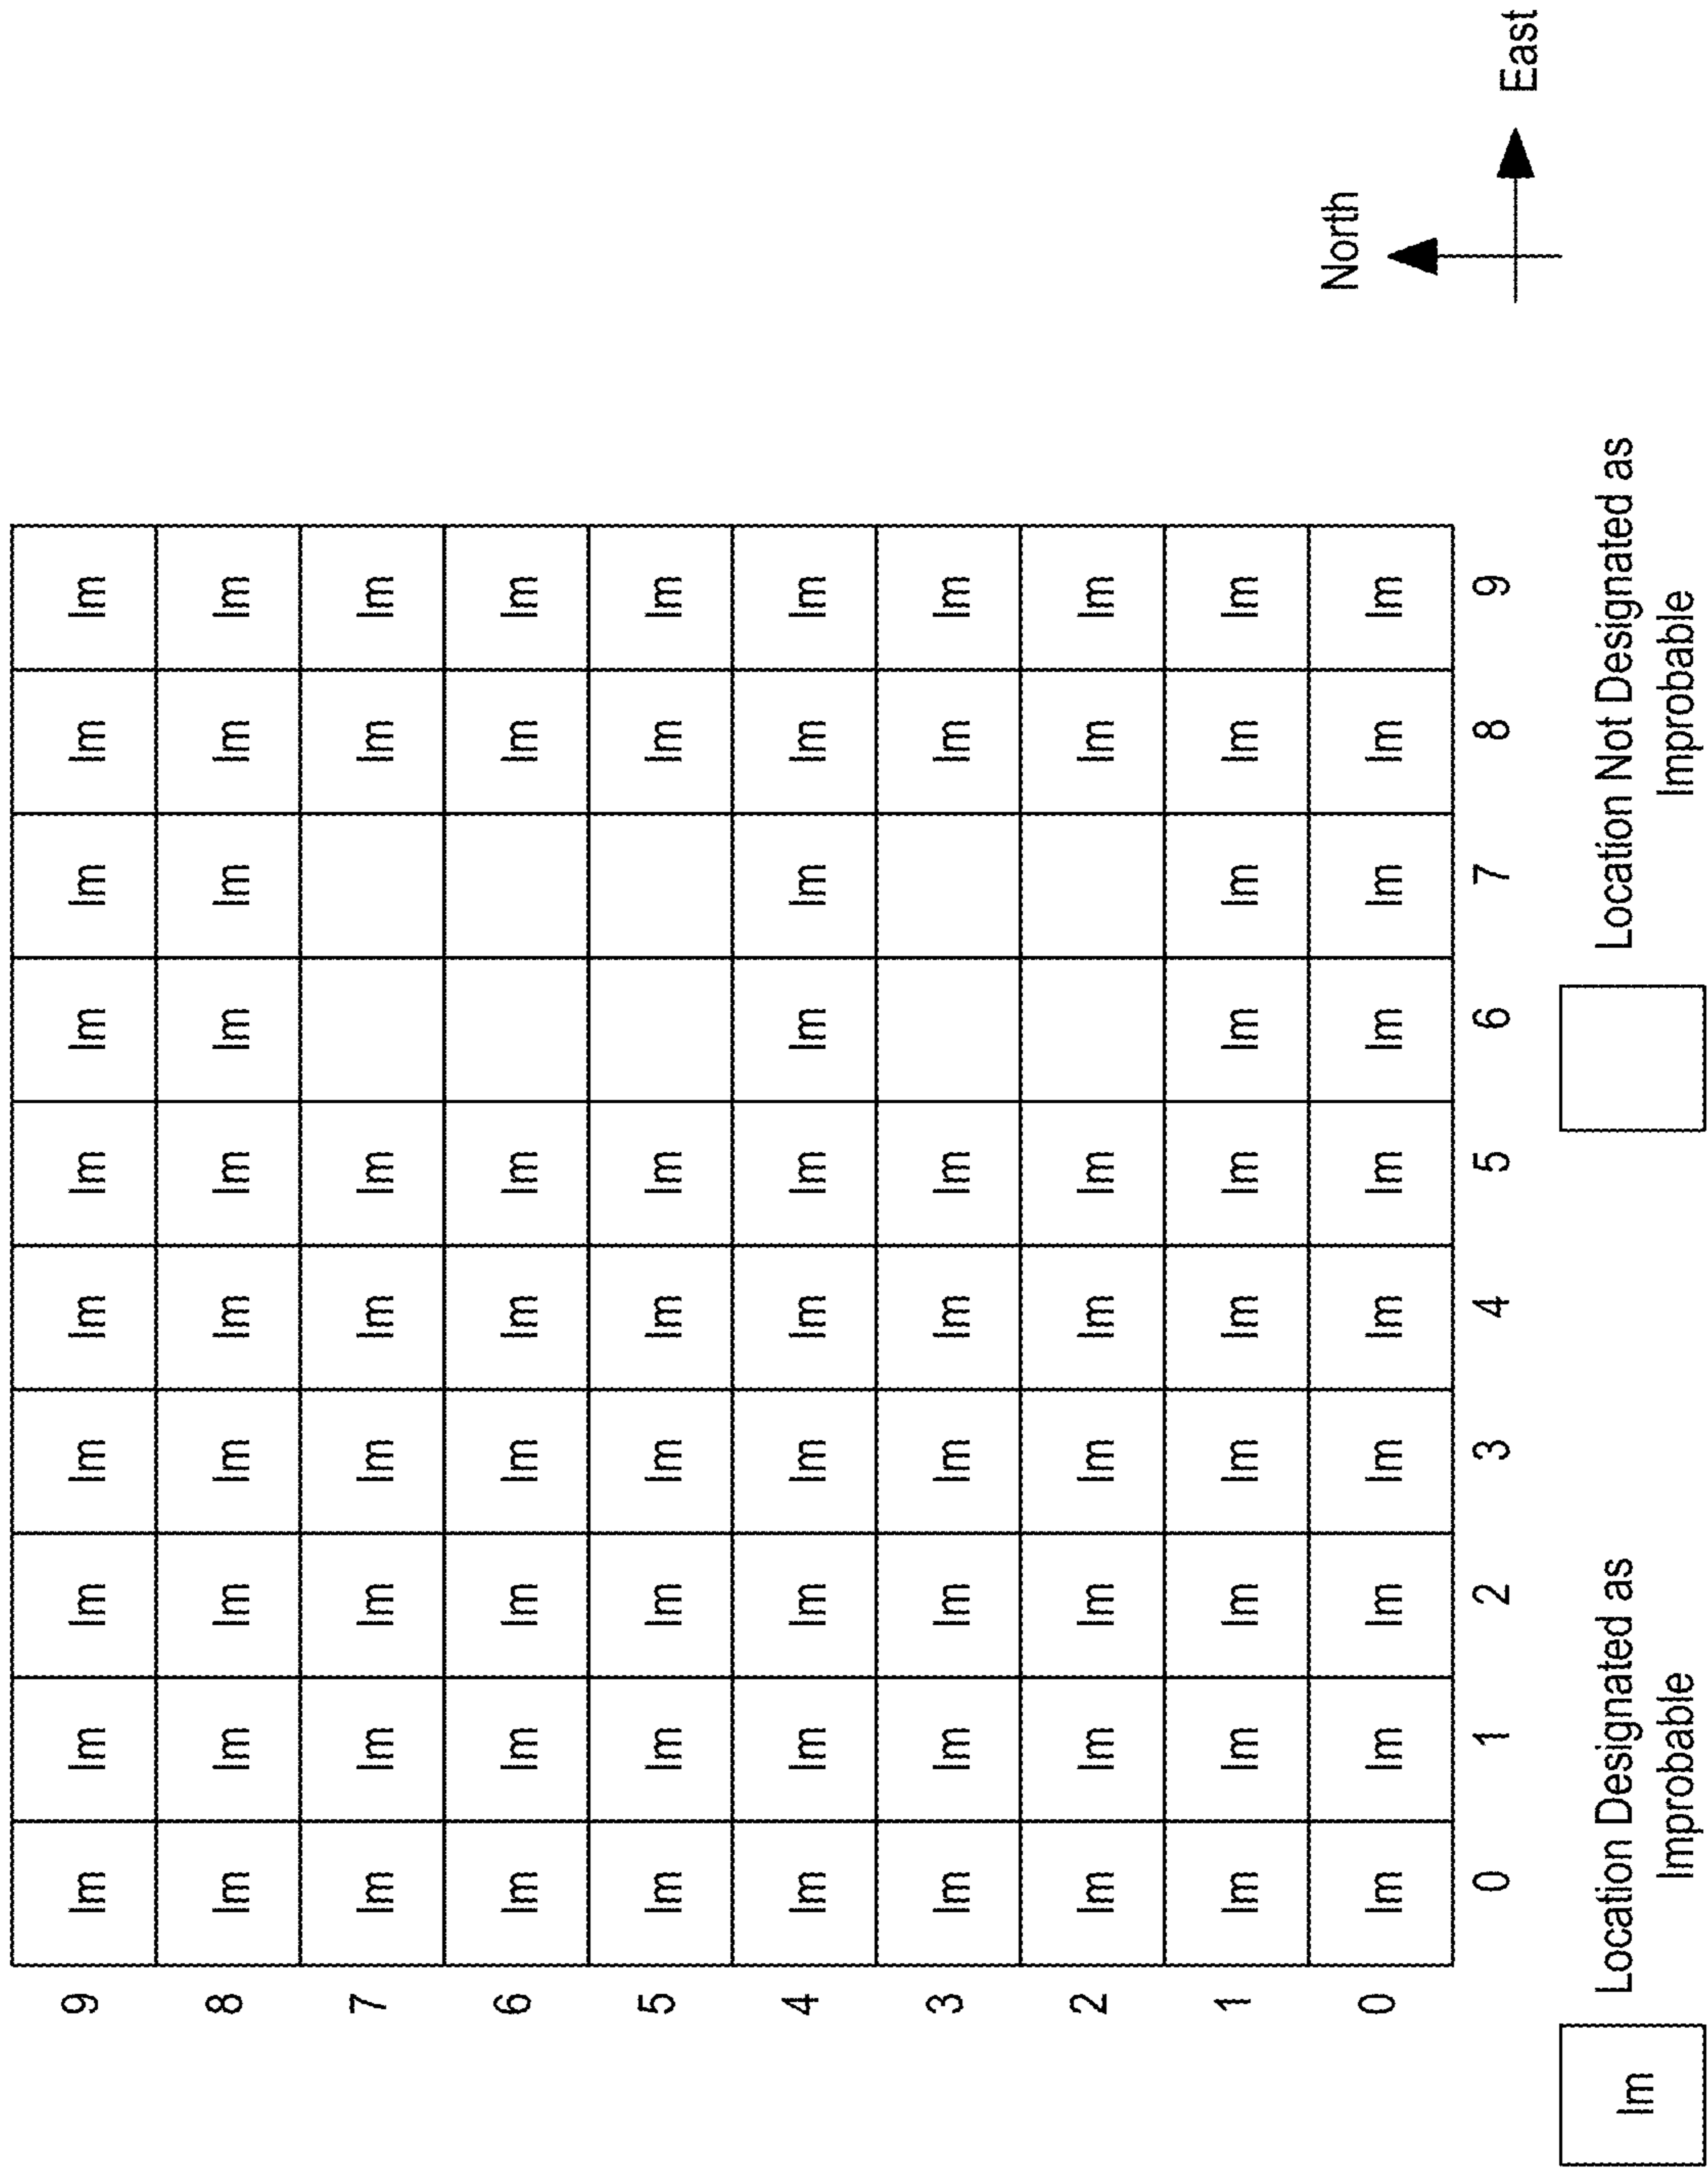 9 Im Im Im Im Im Im Im Im Im Im
8 Im Im Im Im Im Im Im Im Im Im
7 Im Im Im Im Im Im Im Im
6 Im Im Im Im Im Im Im Im
5 Im Im Im Im Im Im Im Im
4 Im Im Im Im Im Im Im Im Im Im
3 Im Im Im Im Im Im Im Im
2 Im Im Im Im Im Im Im Im
1 Im Im Im Im Im Im Im Im Im Im
0 Im Im Im Im Im Im Im Im Im Im
0 1 2 3 4 5 6 7 8 9
North
East
Im
Location Designated as
Improbable
Location Not Designated as
Improbable